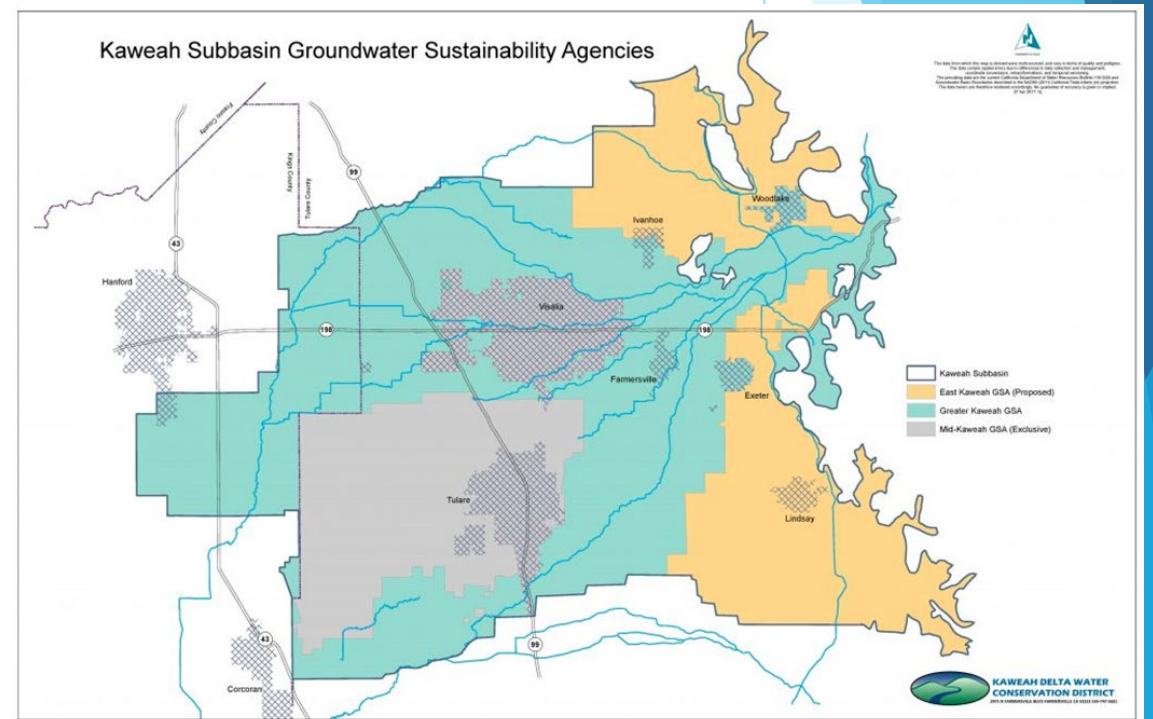 Kaweah Subbasin Groundwater Sustainability Agencies
Fresno County
Kings County
Tulare County
99
43
Woodlake
Ivanhoe
Hanford
Visalia
198
198
Farmersville
Exeter
Kaweah Subbasin
East Kaweah GSA (Proposed)
Greater Kaweah GSA
Mid-Kaweah GSA (Exclusive)
Tulare
Lindsay
43
99
Corcoran
KAWEAH DELTA WATER
CONSERVATION DISTRICT